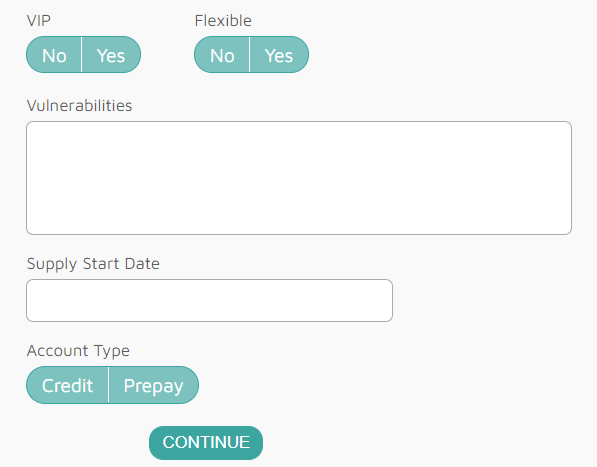 VIP Flexible
No Yes No Yes
Vulnerabilities
Supply Start Date
Account Type
Credit Prepay
CONTINUE